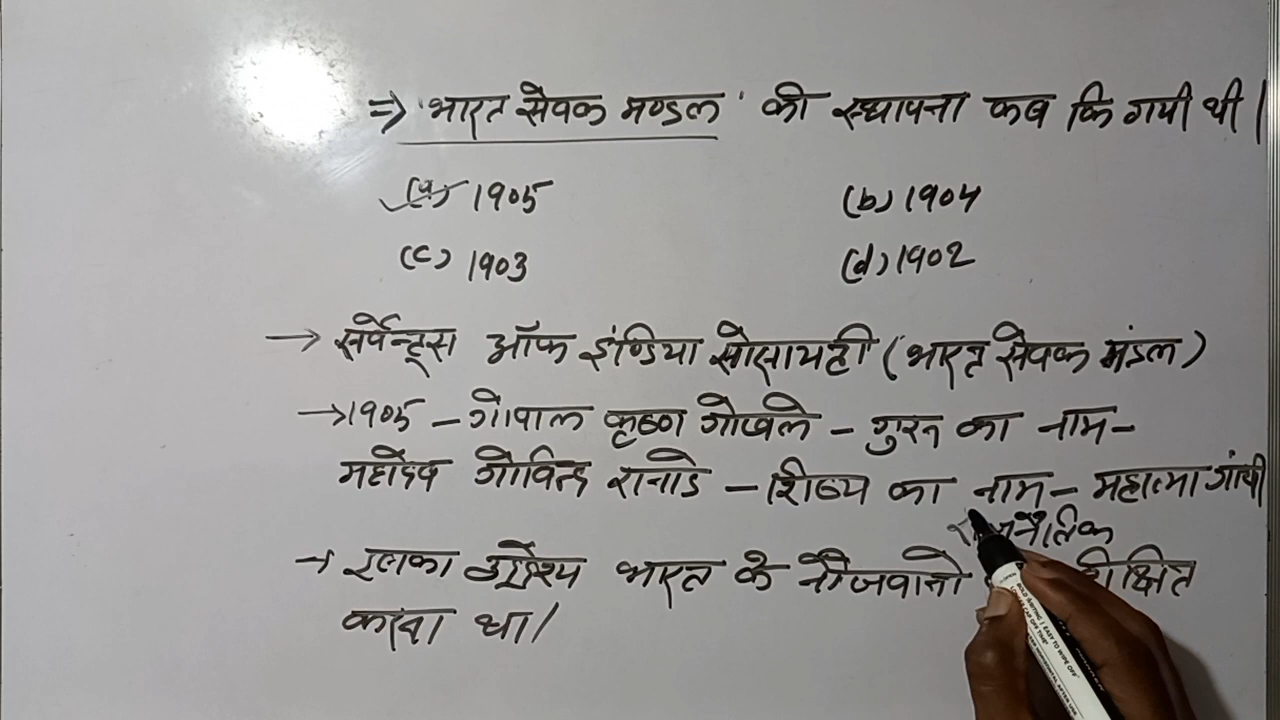 => 'भारत सेवक मण्डल' की स्थापना कब कि गयी थी |
(a) 1905 (b) 1904
(c) 1903 (d) 1902
→ सर्वेन्ट्स ऑफ इंण्डिया सोसायटी (भारत सेवक मंडल)
→ 1905 - गोपाल कृष्ण गोखले - गुरु का नाम -
महादेव गोविन्द रानाडे - शिष्य का नाम - महात्मा गांधी
→ इसका उद्देश्य भारत के नौजवानो
करना था।